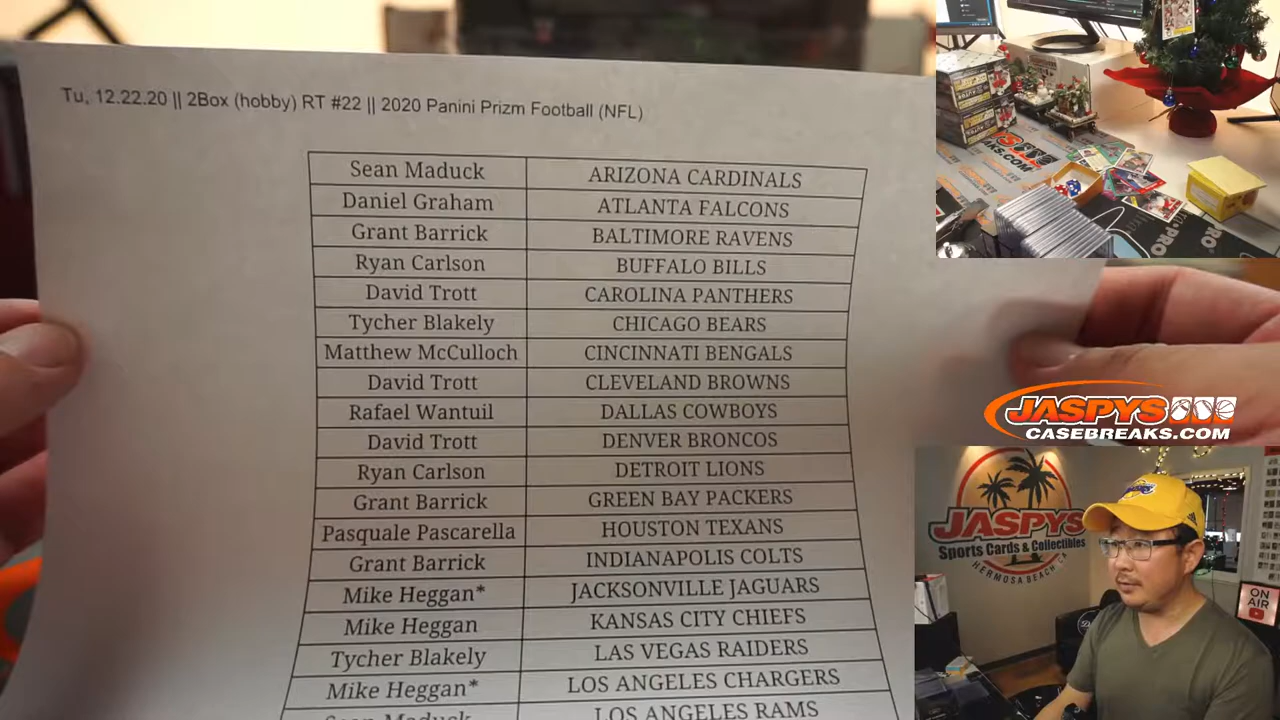 Tu, 12.22.20 || 2Box (hobby) RT #22 || 2020 Panini Prizm Football (NFL)
Sean Maduck ARIZONA CARDINALS
Daniel Graham ATLANTA FALCONS
Grant Barrick BALTIMORE RAVENS
Ryan Carlson BUFFALO BILLS
David Trott CAROLINA PANTHERS
Tycher Blakely CHICAGO BEARS
Matthew McCulloch CINCINNATI BENGALS
David Trott CLEVELAND BROWNS
Rafael Wantuil DALLAS COWBOYS
David Trott DENVER BRONCOS
Ryan Carlson DETROIT LIONS
Grant Barrick GREEN BAY PACKERS
Pasquale Pascarella HOUSTON TEXANS
Grant Barrick INDIANAPOLIS COLTS
Mike Heggan* JACKSONVILLE JAGUARS
Mike Heggan KANSAS CITY CHIEFS
Tycher Blakely LAS VEGAS RAIDERS
Mike Heggan* LOS ANGELES CHARGERS
Sean Maduck LOS ANGELES RAMS
JASPYS
CASEBREAKS.COM
JASPYS
Sports Cards & Collectibles
HERMOSA BEACH CA
ON
AIR
PRO